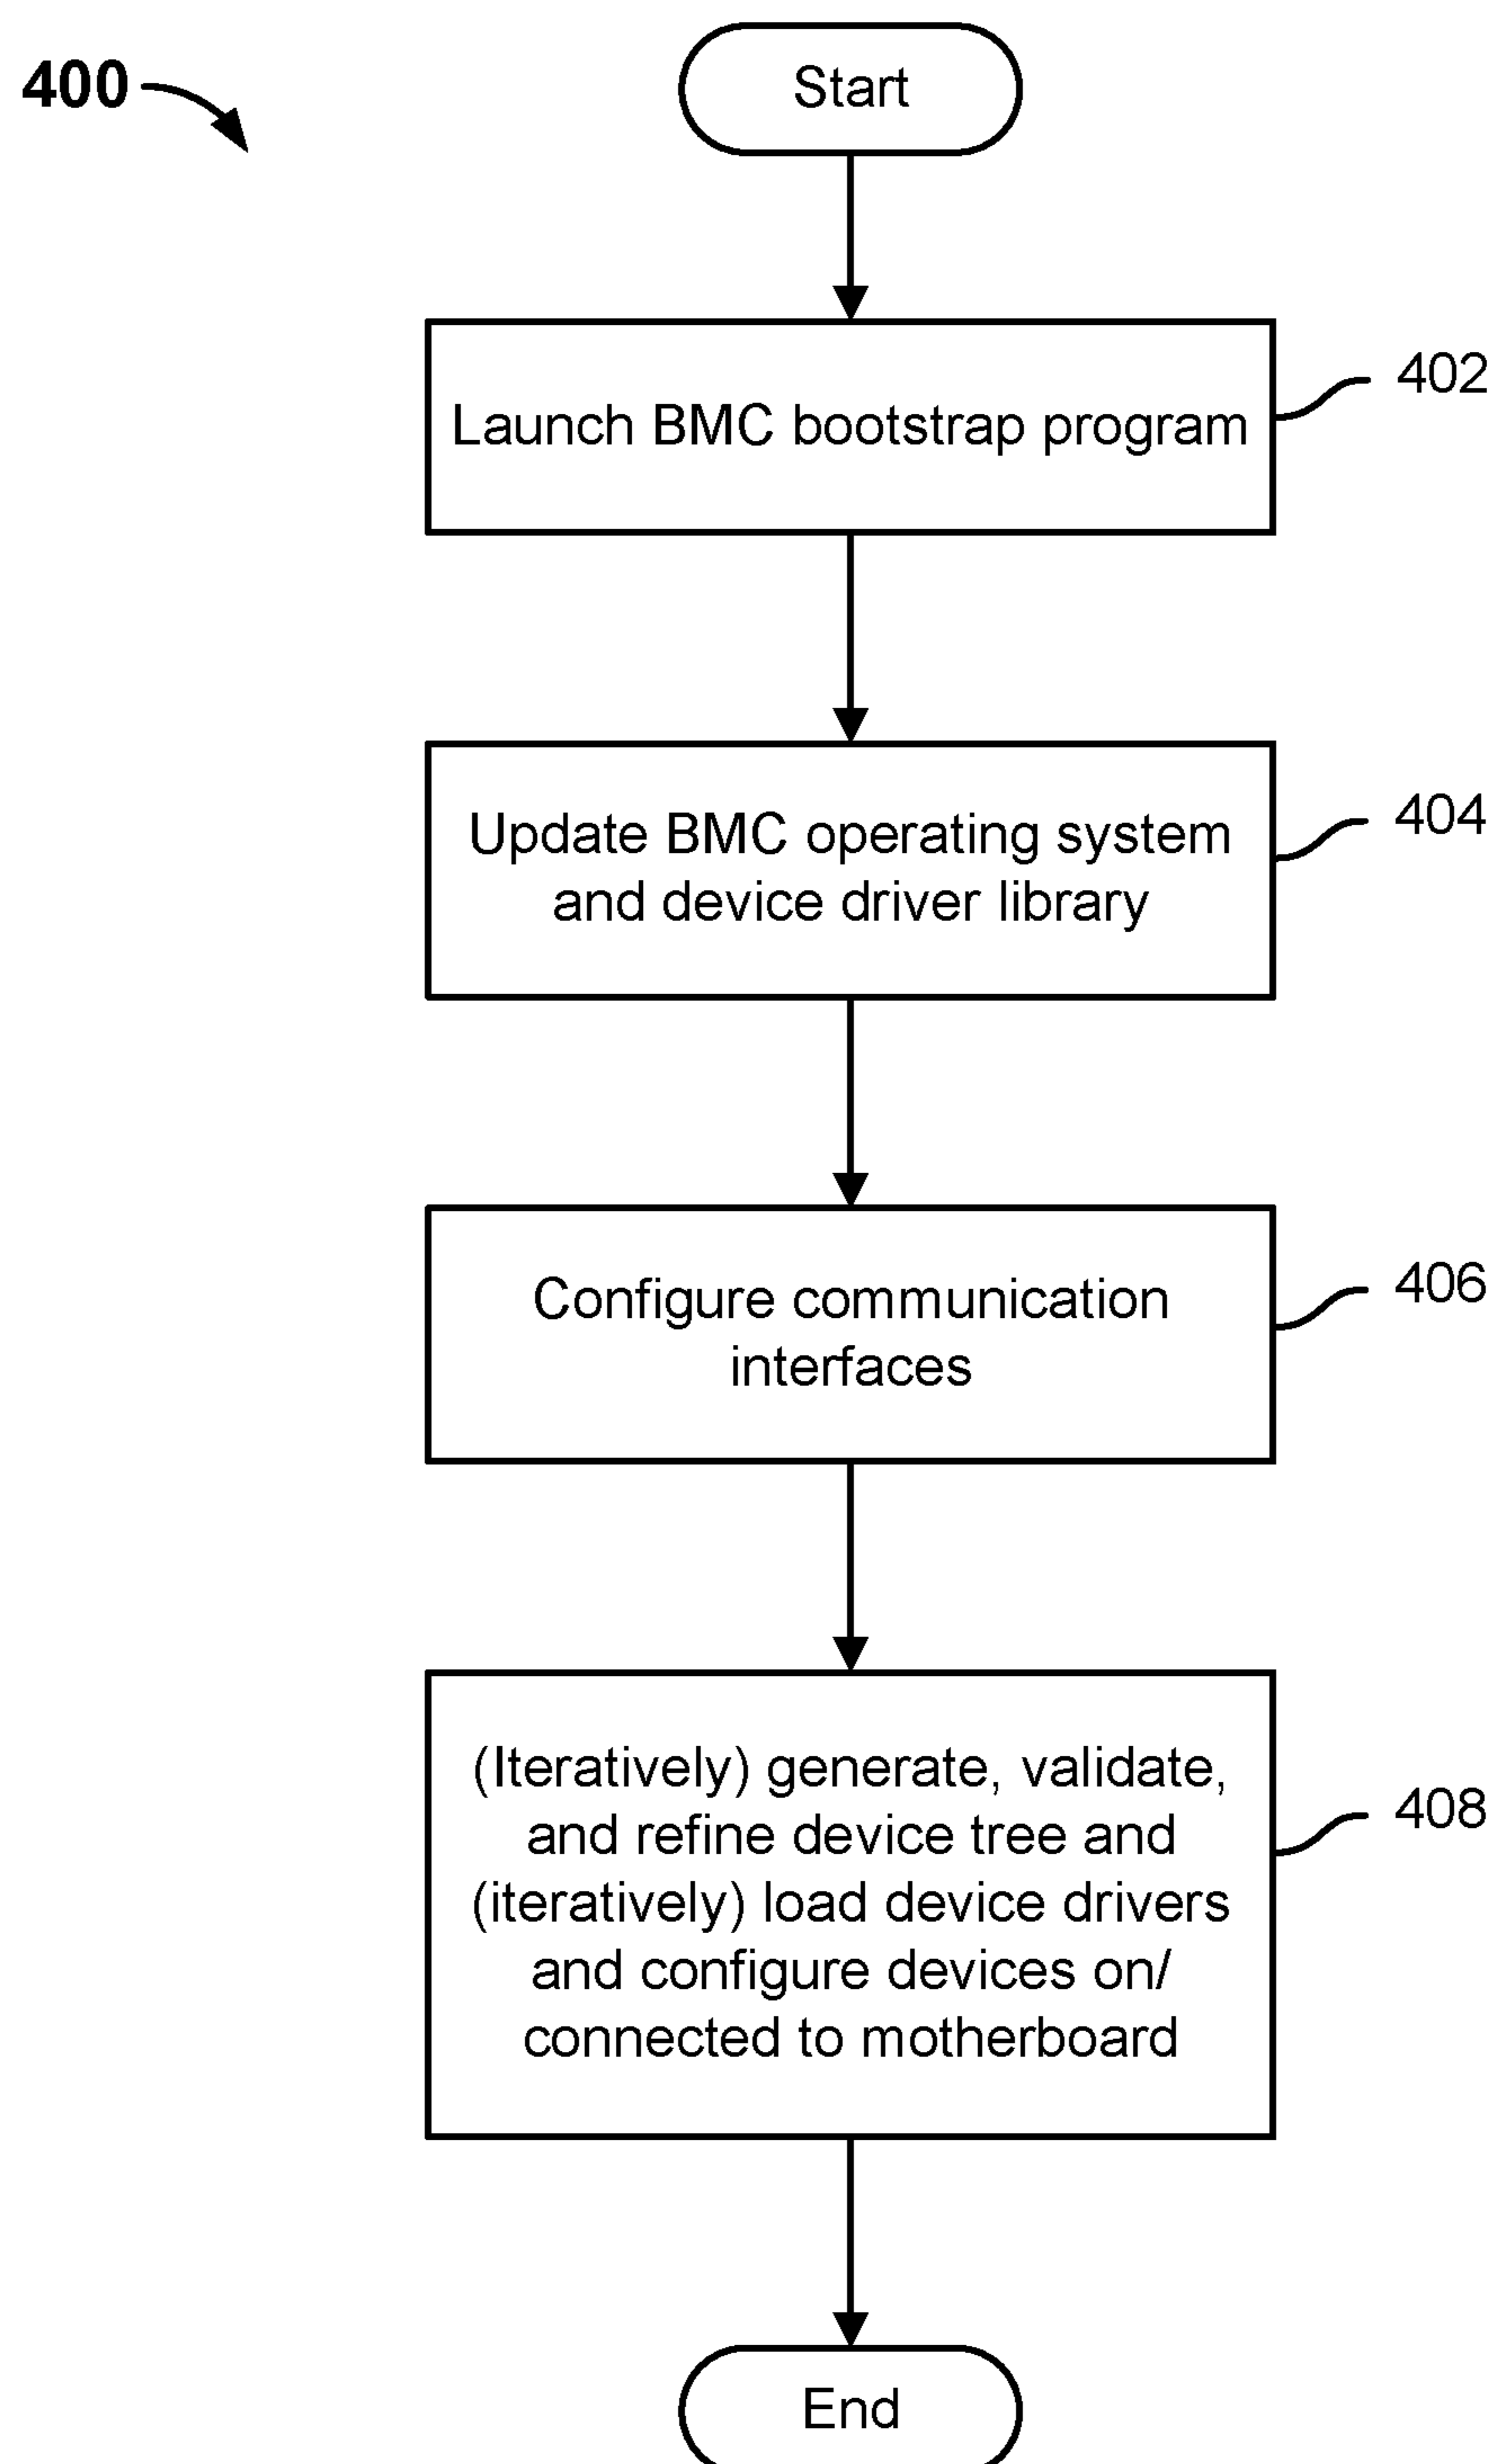 400
Start
Launch BMC bootstrap program
402
Update BMC operating system
and device driver library
404
Configure communication
interfaces
406
(Iteratively) generate, validate,
and refine device tree and
(iteratively) load device drivers
and configure devices on/
connected to motherboard
408
End